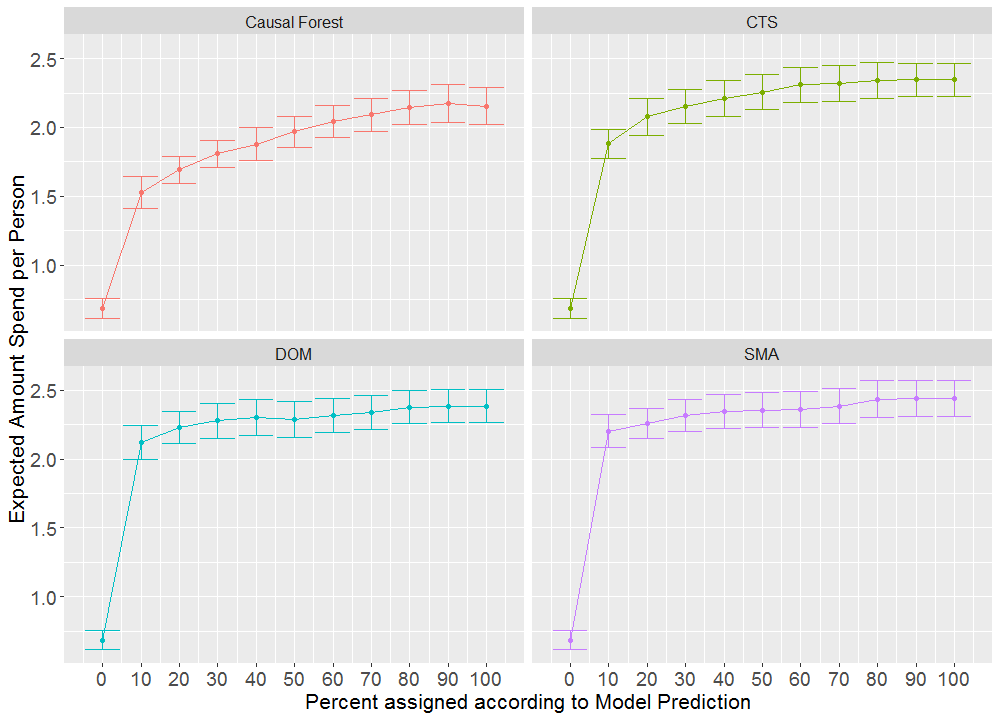 Causal Forest
CTS
2.5
2.0
1.5
1.0
DOM
SMA
2.5
2.0
1.5
1.0
Expected Amount Spend per Person
0 10 20 30 40 50 60 70 80 90 100
0 10 20 30 40 50 60 70 80 90 100
Percent assigned according to Model Prediction